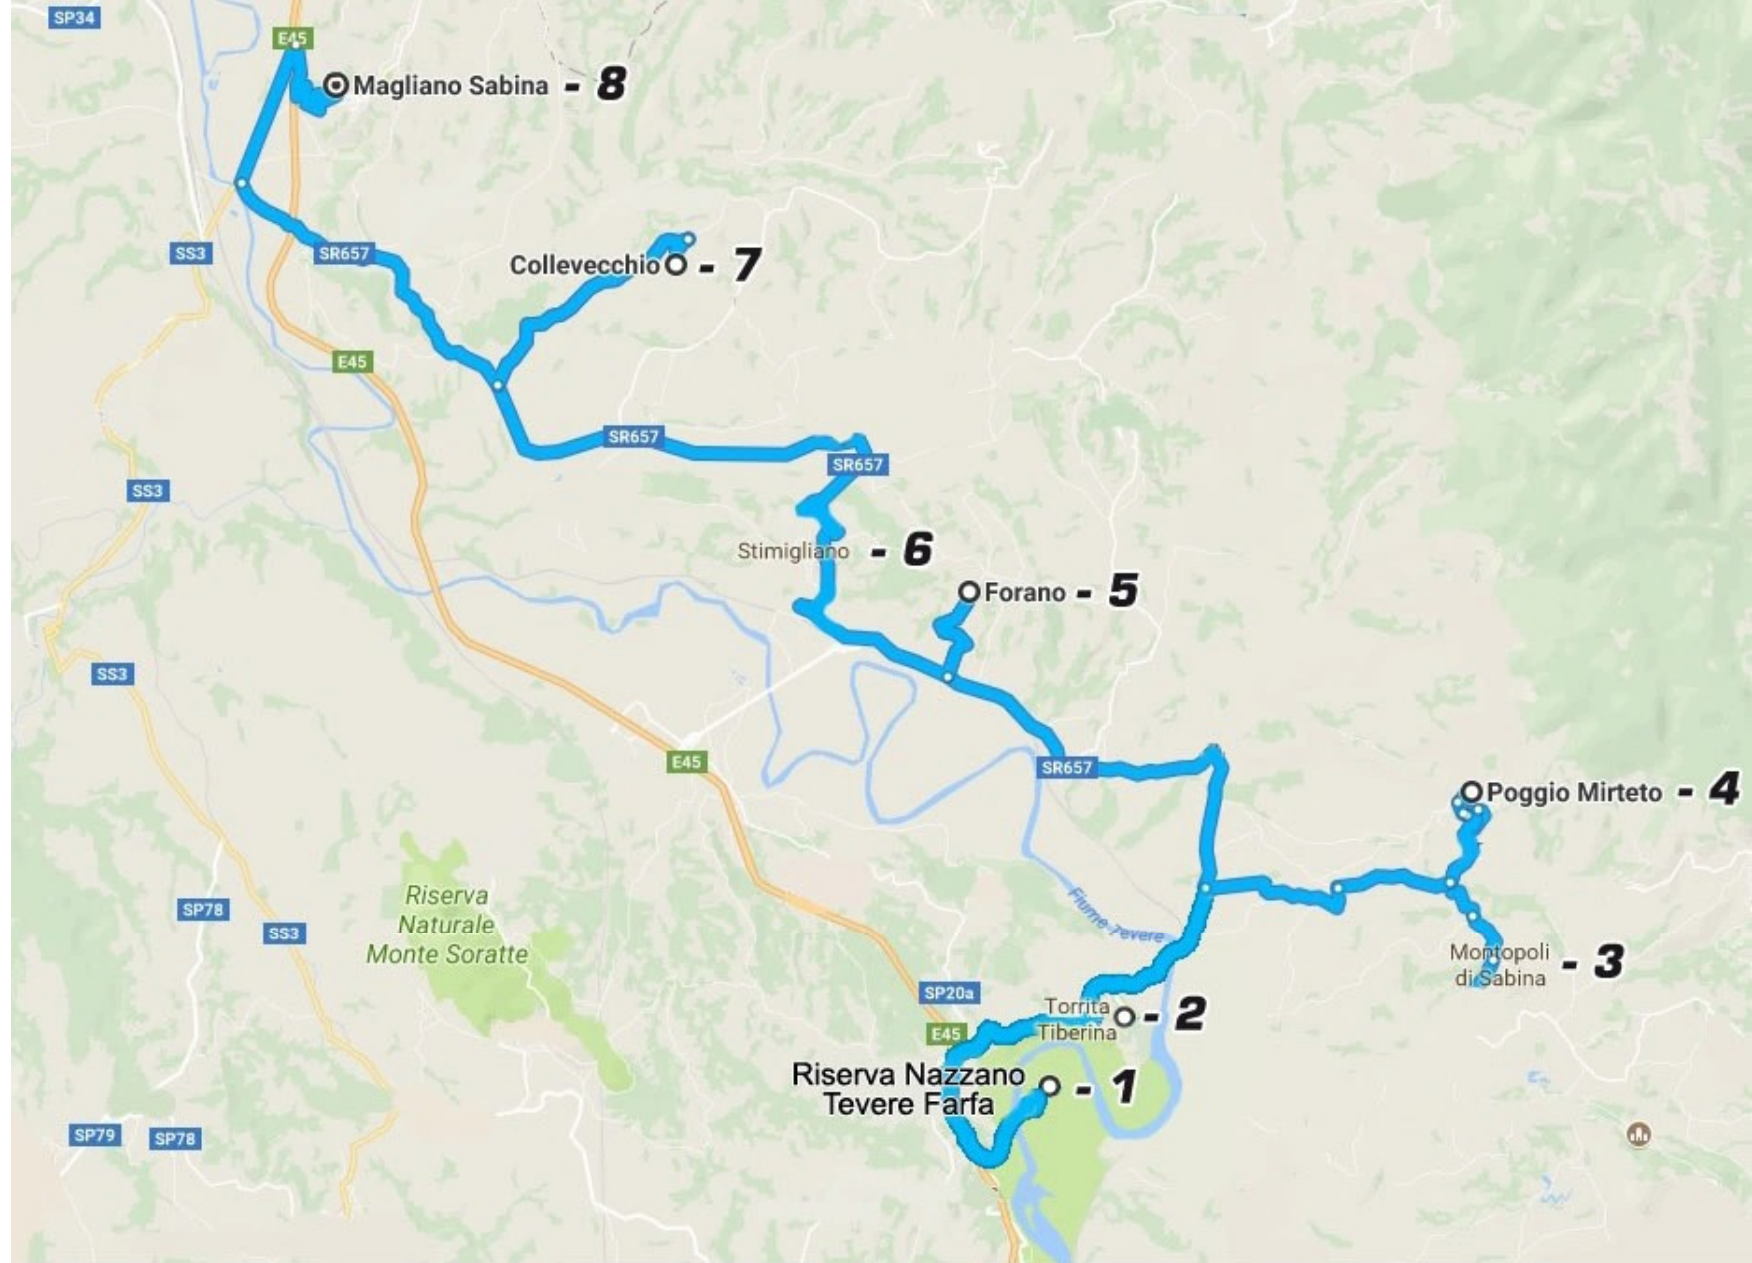 SP34
E45
Magliano Sabina - 8
SS3
SR657
Collevecchio - 7
E45
SR657
SR657
SS3
Stimigliano - 6
Forano - 5
SS3
E45
SR657
Poggio Mirteto - 4
Riserva
Naturale
Monte Soratte
SP78
SS3
Fiume Tevere
Montopoli
di Sabina - 3
SP20a
Torrita
Tiberina - 2
E45
Riserva Nazzano
Tevere Farfa - 1
SP79
SP78